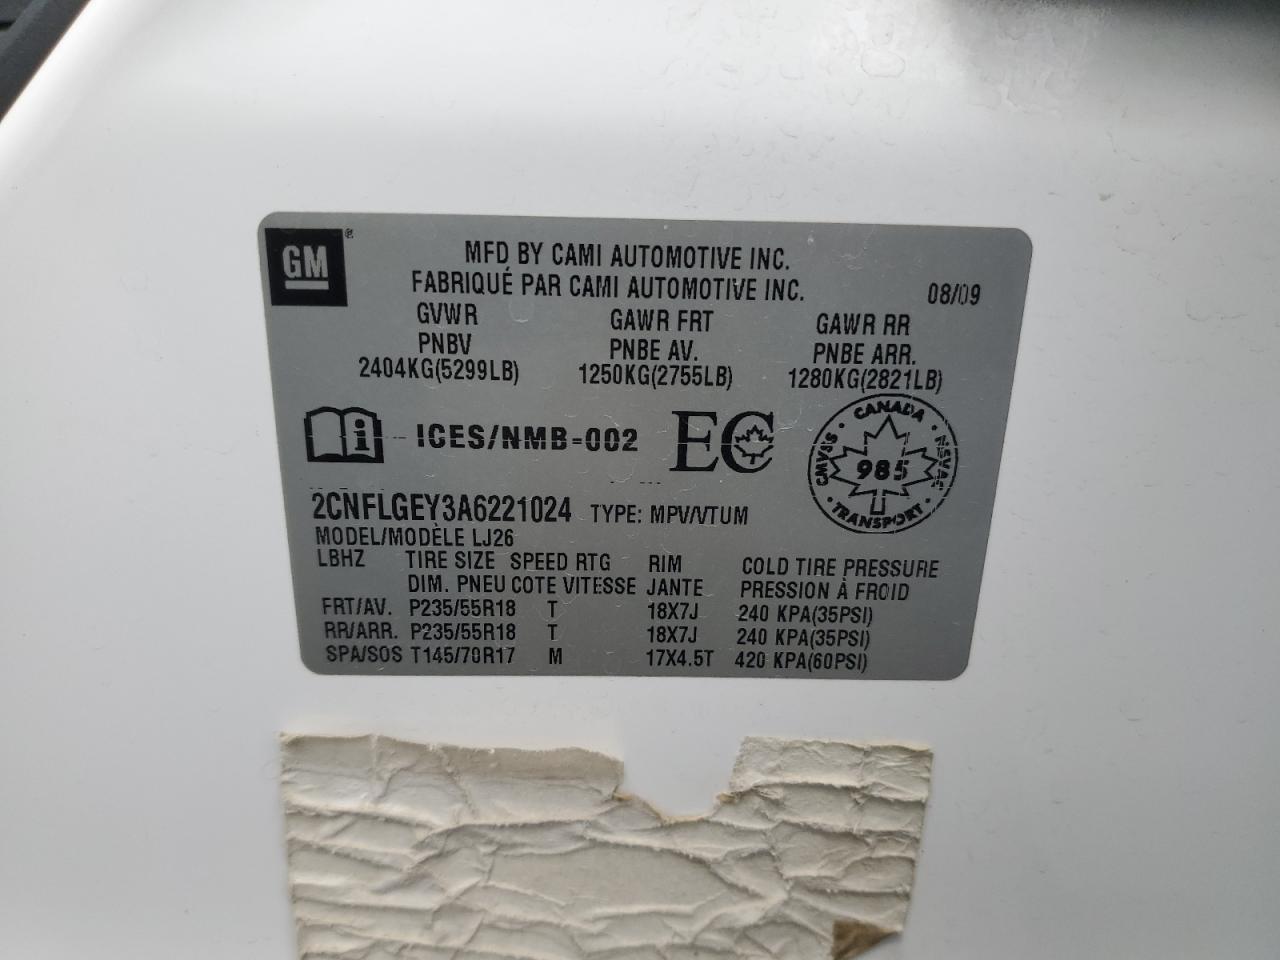 GM ®
MFD BY CAMI AUTOMOTIVE INC.
FABRIQUÉ PAR CAMI AUTOMOTIVE INC.
08/09
GVWR GAWR FRT GAWR RR
PNBV PNBE AV. PNBE ARR.
2404KG(5299LB) 1250KG(2755LB) 1280KG(2821LB)
ICES/NMB-002 EC
CANADA
CMVSS 985 NSVAC
TRANSPORT
2CNFLGEY3A6221024 TYPE: MPV/VTUM
MODEL/MODÈLE LJ26
LBHZ TIRE SIZE SPEED RTG RIM COLD TIRE PRESSURE
DIM. PNEU COTE VITESSE JANTE PRESSION À FROID
FRT/AV. P235/55R18 T 18X7J 240 KPA(35PSI)
RR/ARR. P235/55R18 T 18X7J 240 KPA(35PSI)
SPA/SOS T145/70R17 M 17X4.5T 420 KPA(60PSI)